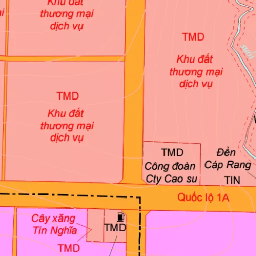 Khu đất
thương mại
dịch vụ
TMD
Khu đất
thương mại
dịch vụ
TMD
Khu đất
thương mại
dịch vụ
TMD
Công đoàn
Cty Cao su
Đền
Cáp Rang
TIN
Quốc lộ 1A
Cây xăng
Tín Nghĩa
TMD
TMD